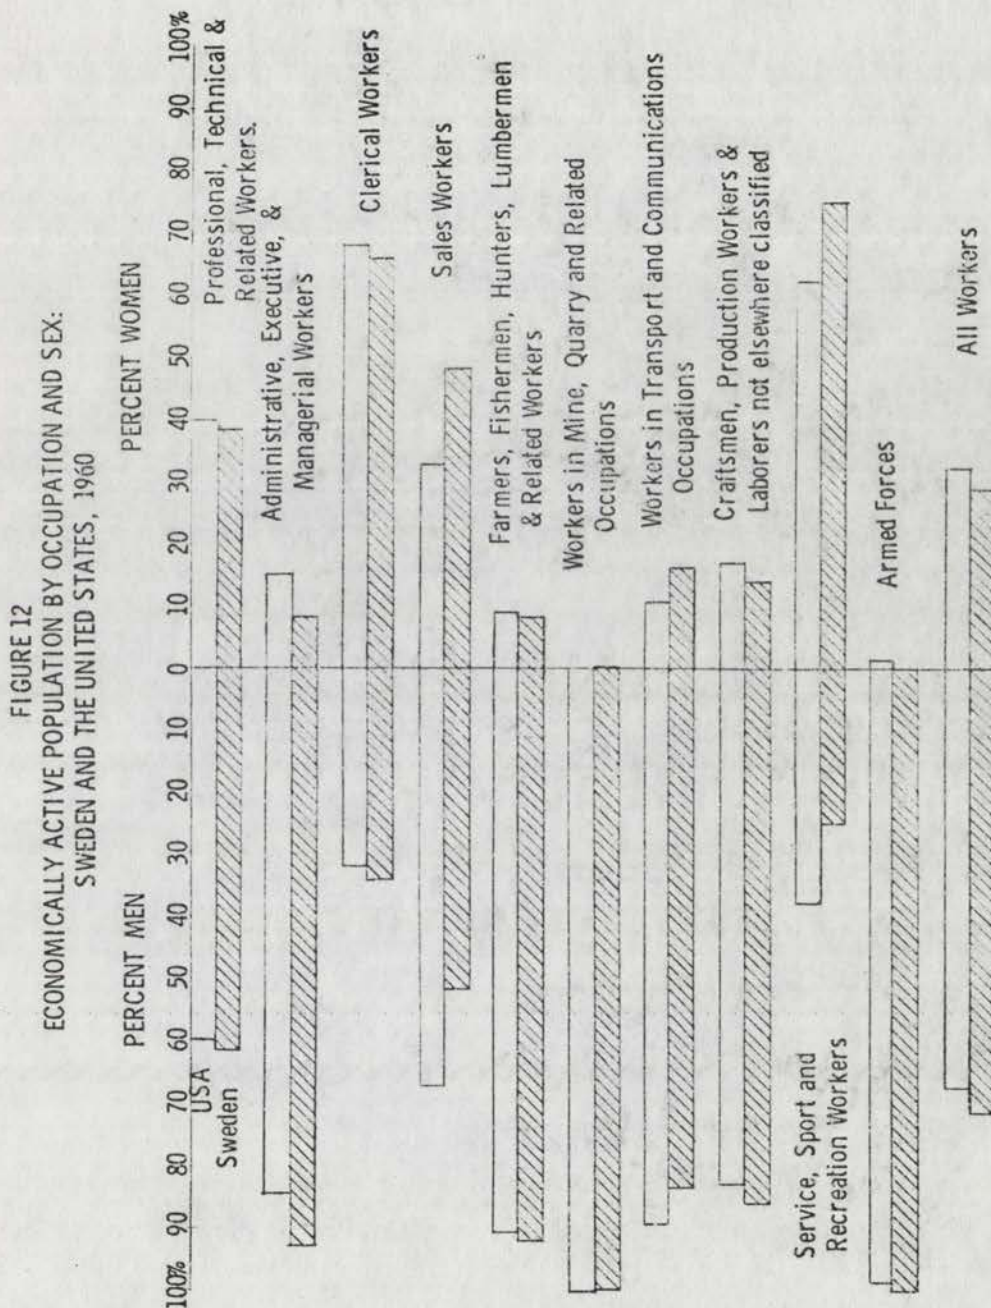 FIGURE 12
ECONOMICALLY ACTIVE POPULATION BY OCCUPATION AND SEX:
SWEDEN AND THE UNITED STATES, 1960
PERCENT MEN
PERCENT WOMEN
100% 90 80 70 60 50 40 30 20 10 0 10 20 30 40 50 60 70 80 90 100%
USA
Sweden
Professional, Technical &
Related Workers.
Administrative, Executive, &
Managerial Workers
Clerical Workers
Sales Workers
Farmers, Fishermen, Hunters, Lumbermen
& Related Workers
Workers in Mine, Quarry and Related
Occupations
Workers in Transport and Communications
Occupations
Craftsmen, Production Workers &
Laborers not elsewhere classified
Service, Sport and
Recreation Workers
Armed Forces
All Workers